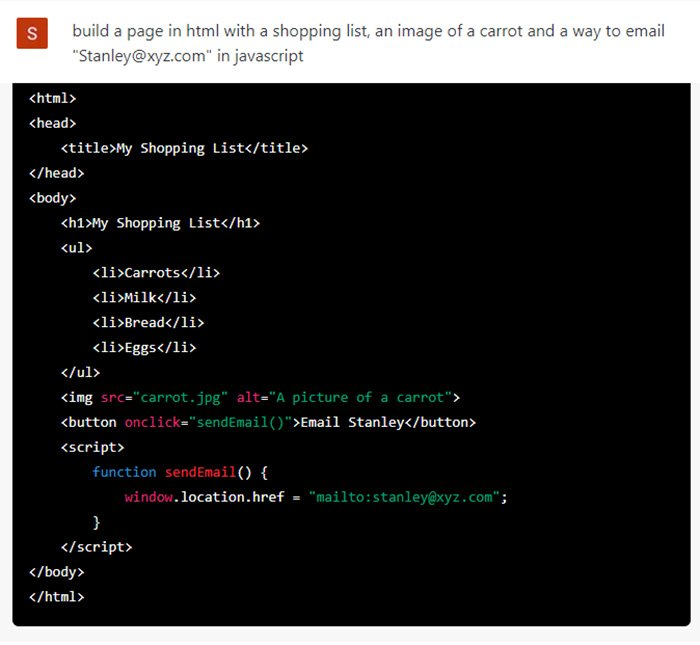 S
build a page in html with a shopping list, an image of a carrot and a way to email
"Stanley@xyz.com" in javascript
<html>
<head>
    <title>My Shopping List</title>
</head>
<body>
    <h1>My Shopping List</h1>
    <ul>
        <li>Carrots</li>
        <li>Milk</li>
        <li>Bread</li>
        <li>Eggs</li>
    </ul>
    <img src="carrot.jpg" alt="A picture of a carrot">
    <button onclick="sendEmail()">Email Stanley</button>
    <script>
        function sendEmail() {
            window.location.href = "mailto:stanley@xyz.com";
        }
    </script>
</body>
</html>